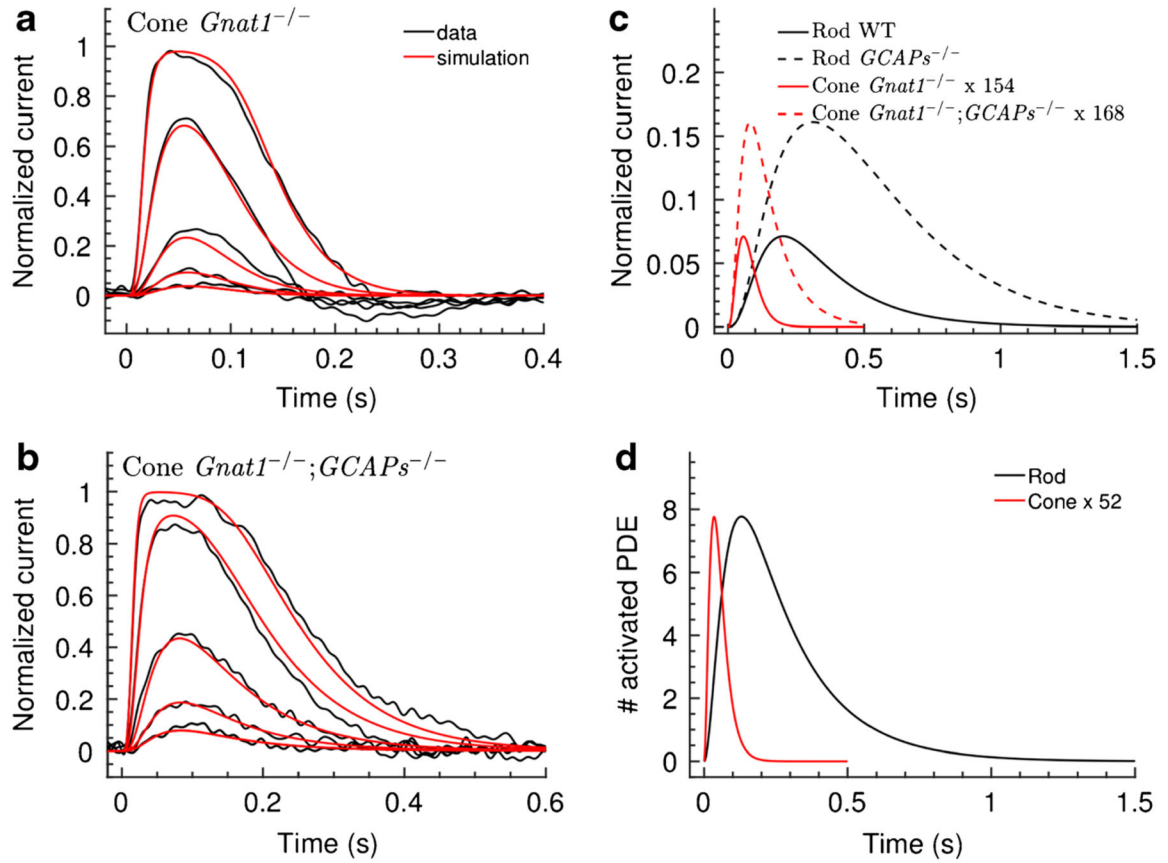 a
Cone Gnat1−/−
data
simulation
Normalized current
1
0.8
0.6
0.4
0.2
0
0 0.1 0.2 0.3 0.4
Time (s)
b
Cone Gnat1−/−;GCAPs−/−
Normalized current
1
0.8
0.6
0.4
0.2
0
0 0.2 0.4 0.6
Time (s)
c
Rod WT
Rod GCAPs−/−
Cone Gnat1−/− x 154
Cone Gnat1−/−;GCAPs−/− x 168
Normalized current
0.2
0.15
0.1
0.05
0
0 0.5 1 1.5
Time (s)
d
Rod
Cone x 52
# activated PDE
8
6
4
2
0
0 0.5 1 1.5
Time (s)